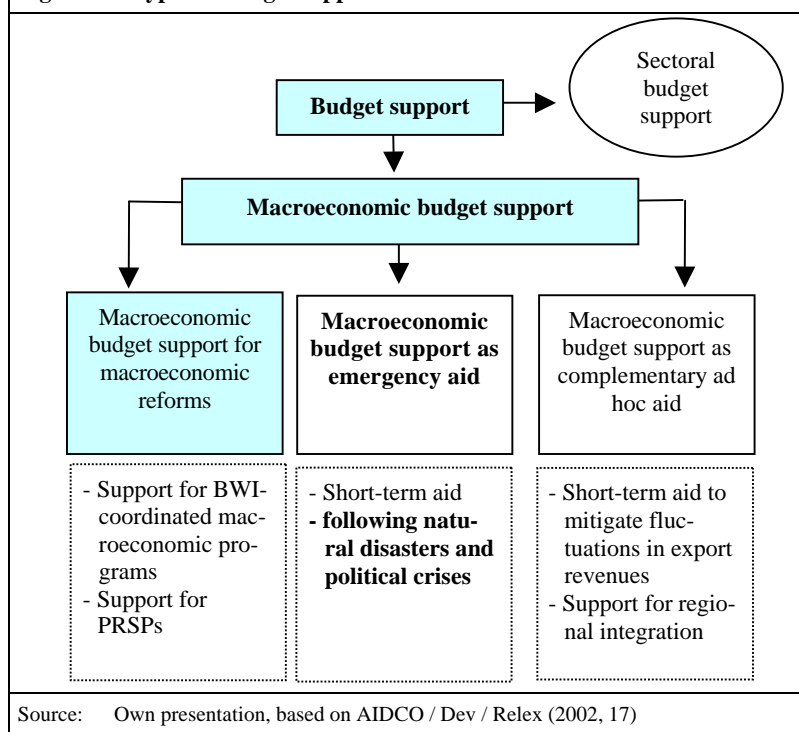 Sectoral
budget
support
Budget support
Macroeconomic budget support
Macroeconomic
budget support for
macroeconomic
reforms
Macroeconomic
budget support as
emergency aid
Macroeconomic
budget support as
complementary ad
hoc aid
- Support for BWI-
coordinated mac-
roeconomic pro-
grams
- Support for
PRSPs
- Short-term aid
- following natu-
ral disasters and
political crises
- Short-term aid to
mitigate fluc-
tuations in export
revenues
- Support for regio-
nal integration
Source: Own presentation, based on AIDCO / Dev / Relex (2002, 17)